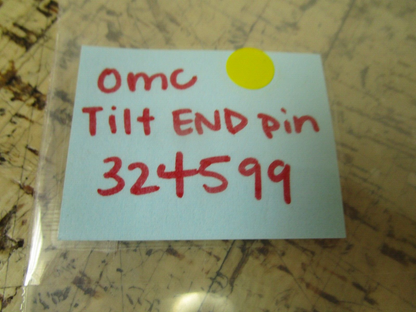 omc
Tilt END pin
324599